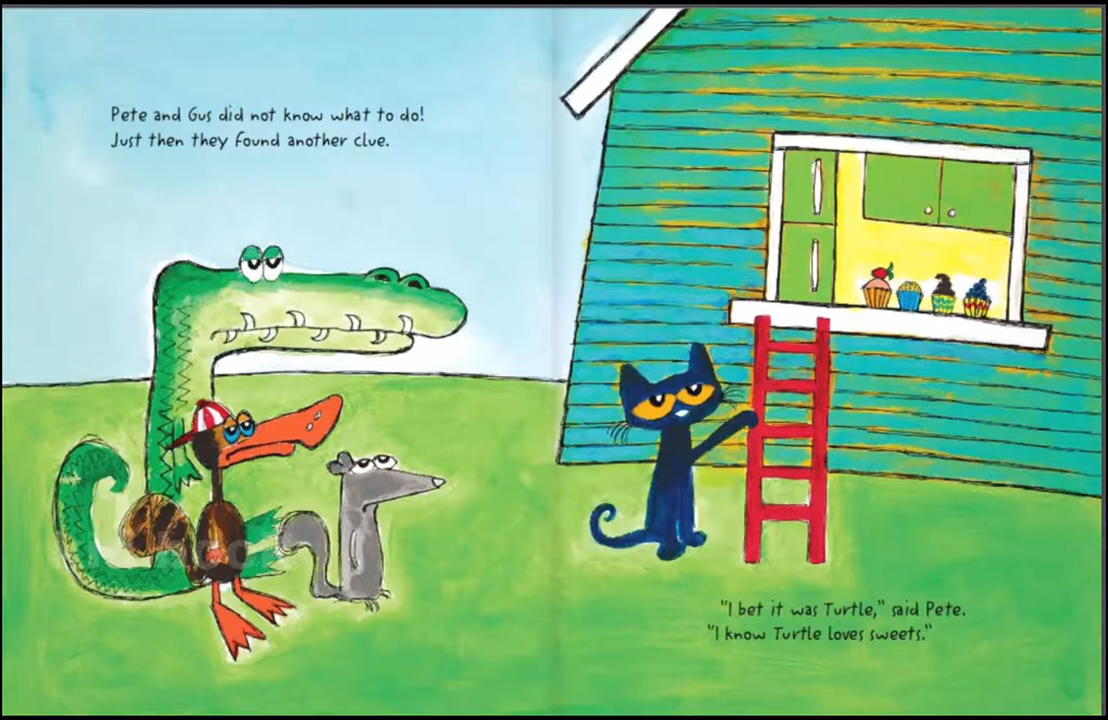 Pete and Gus did not know what to do!
Just then they found another clue.
"I bet it was Turtle," said Pete.
"I know Turtle loves sweets."